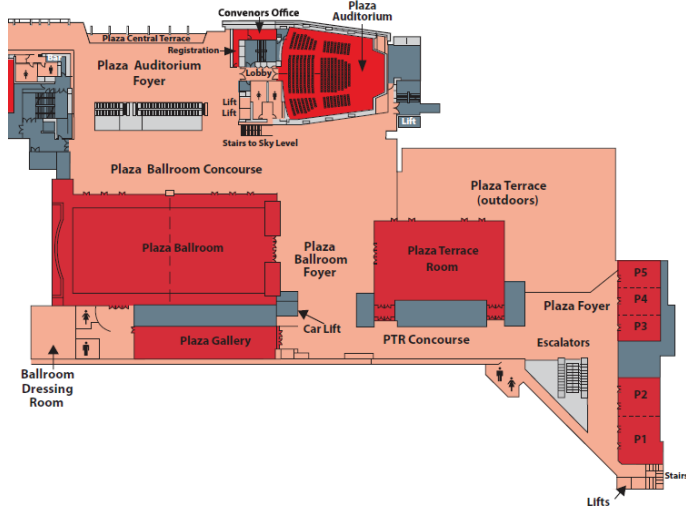 Convenors Office
Plaza
Auditorium
Plaza Central Terrace
Registration
Plaza Auditorium
Foyer
Lobby
Lift
Lift
Lift
Stairs to Sky Level
Plaza Ballroom Concourse
Plaza Terrace
(outdoors)
Plaza Ballroom
Plaza
Ballroom
Foyer
Plaza Terrace
Room
P5
P4
P3
Plaza Foyer
Car Lift
Plaza Gallery
PTR Concourse
Escalators
Ballroom
Dressing
Room
P2
P1
Stairs
Lifts